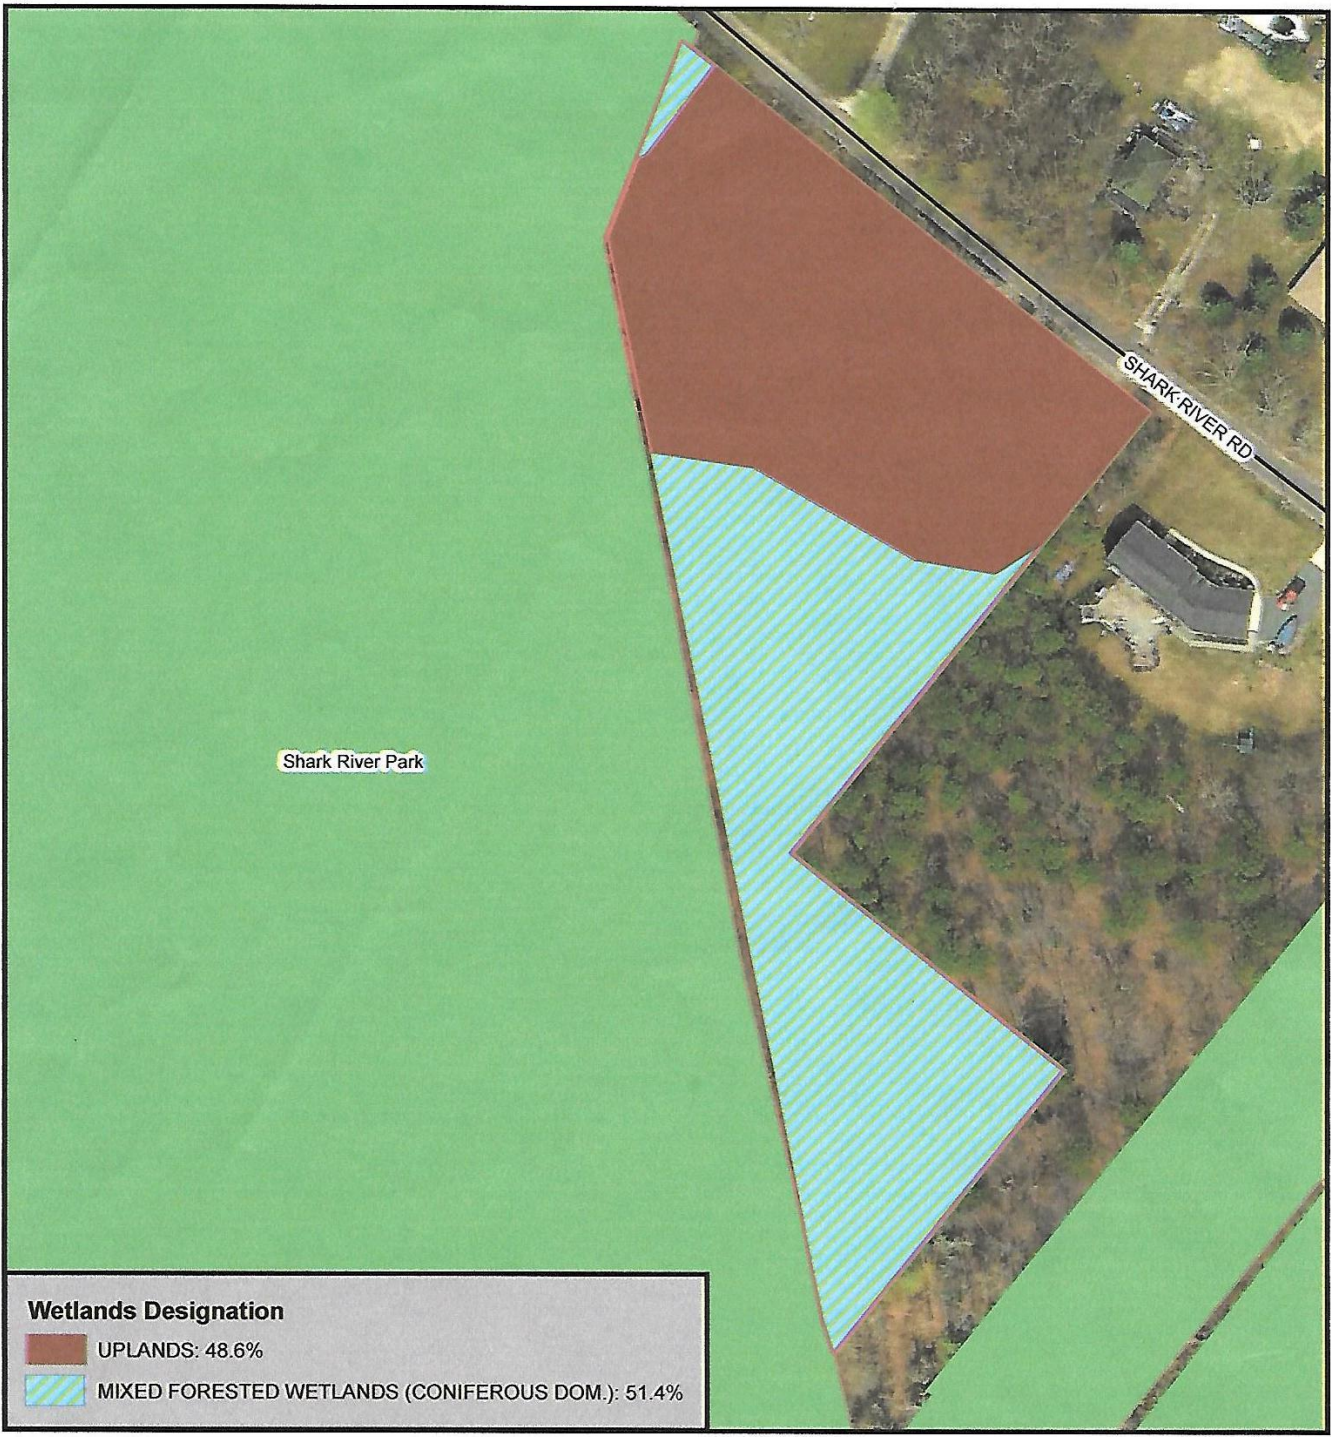 SHARK RIVER RD
Shark River Park
Wetlands Designation
UPLANDS: 48.6%
MIXED FORESTED WETLANDS (CONIFEROUS DOM.): 51.4%